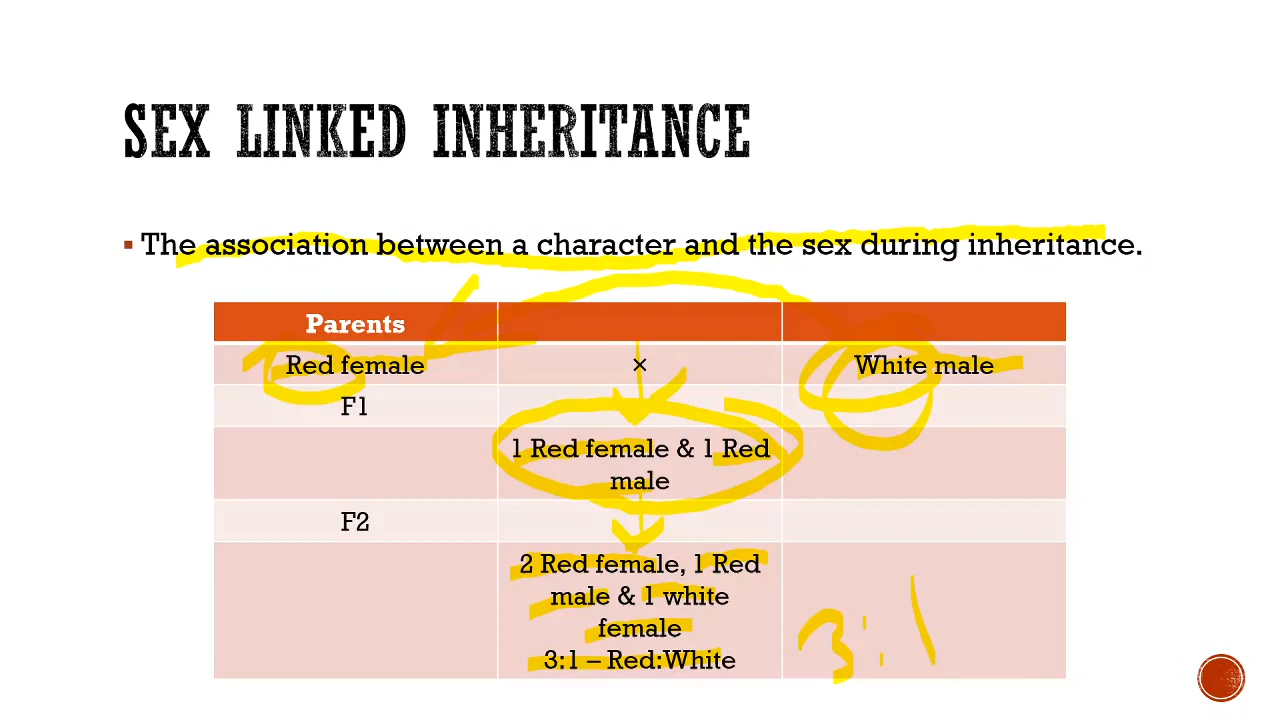 SEX LINKED INHERITANCE
▪ The association between a character and the sex during inheritance.
Parents
Red female × White male
F1
1 Red female & 1 Red
male
F2
2 Red female, 1 Red
male & 1 white
female
3:1 – Red:White
3:1